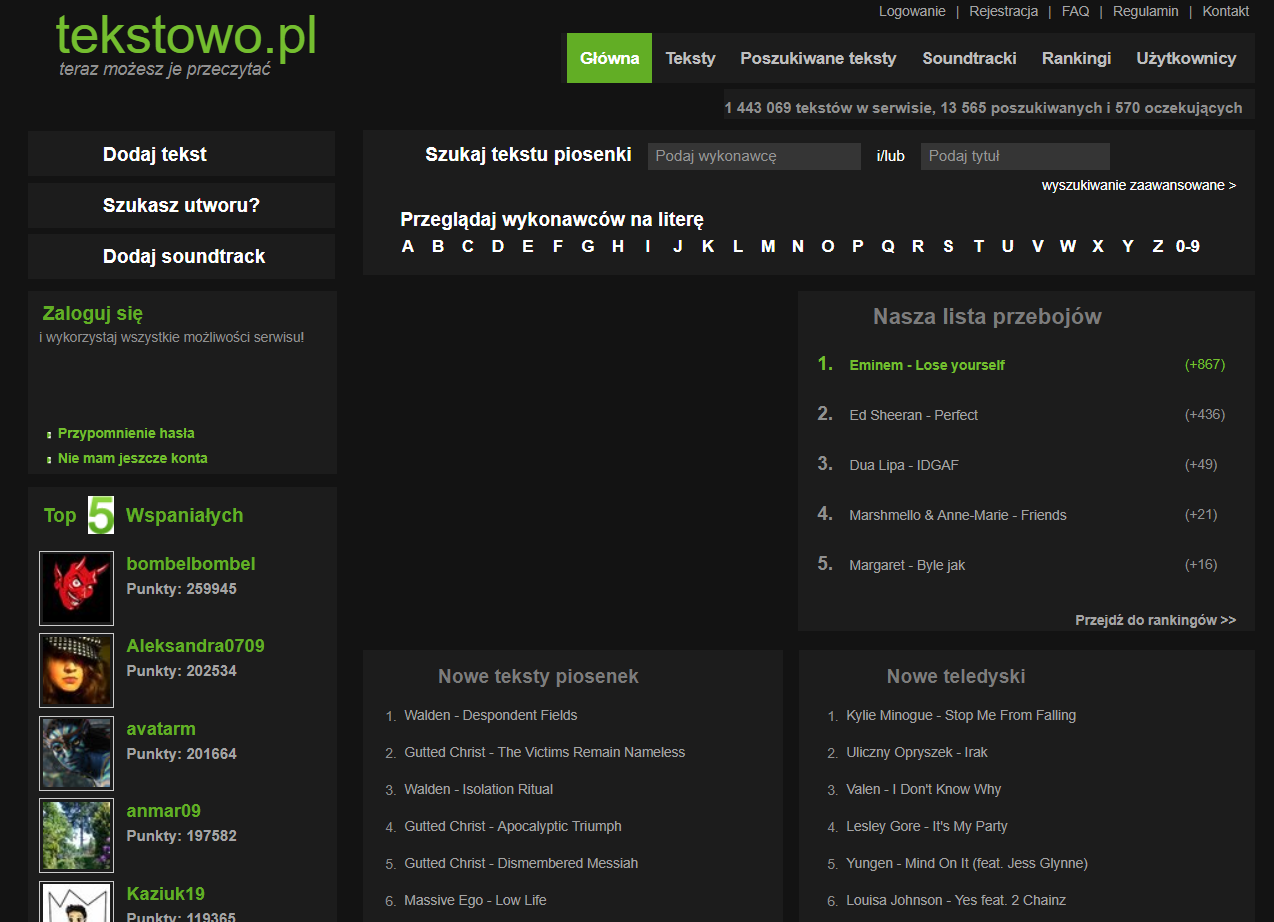 tekstowo.pl
teraz możesz je przeczytać
Logowanie | Rejestracja | FAQ | Regulamin | Kontakt
Główna Teksty Poszukiwane teksty Soundtracki Rankingi Użytkownicy
1 443 069 tekstów w serwisie, 13 565 poszukiwanych i 570 oczekujących
Dodaj tekst
Szukasz utworu?
Dodaj soundtrack
Szukaj tekstu piosenki Podaj wykonawcę i/lub Podaj tytuł
wyszukiwanie zaawansowane >
Przeglądaj wykonawców na literę
A B C D E F G H I J K L M N O P Q R S T U V W X Y Z 0-9
Zaloguj się
i wykorzystaj wszystkie możliwości serwisu!
Przypomnienie hasła
Nie mam jeszcze konta
Top 5 Wspaniałych
bombelbombel
Punkty: 259945
Aleksandra0709
Punkty: 202534
avatarm
Punkty: 201664
anmar09
Punkty: 197582
Kaziuk19
Punkty: 119365
Nasza lista przebojów
1. Eminem - Lose yourself (+867)
2. Ed Sheeran - Perfect (+436)
3. Dua Lipa - IDGAF (+49)
4. Marshmello & Anne-Marie - Friends (+21)
5. Margaret - Byle jak (+16)
Przejdź do rankingów >>
Nowe teksty piosenek
1. Walden - Despondent Fields
2. Gutted Christ - The Victims Remain Nameless
3. Walden - Isolation Ritual
4. Gutted Christ - Apocalyptic Triumph
5. Gutted Christ - Dismembered Messiah
6. Massive Ego - Low Life
Nowe teledyski
1. Kylie Minogue - Stop Me From Falling
2. Uliczny Opryszek - Irak
3. Valen - I Don't Know Why
4. Lesley Gore - It's My Party
5. Yungen - Mind On It (feat. Jess Glynne)
6. Louisa Johnson - Yes feat. 2 Chainz